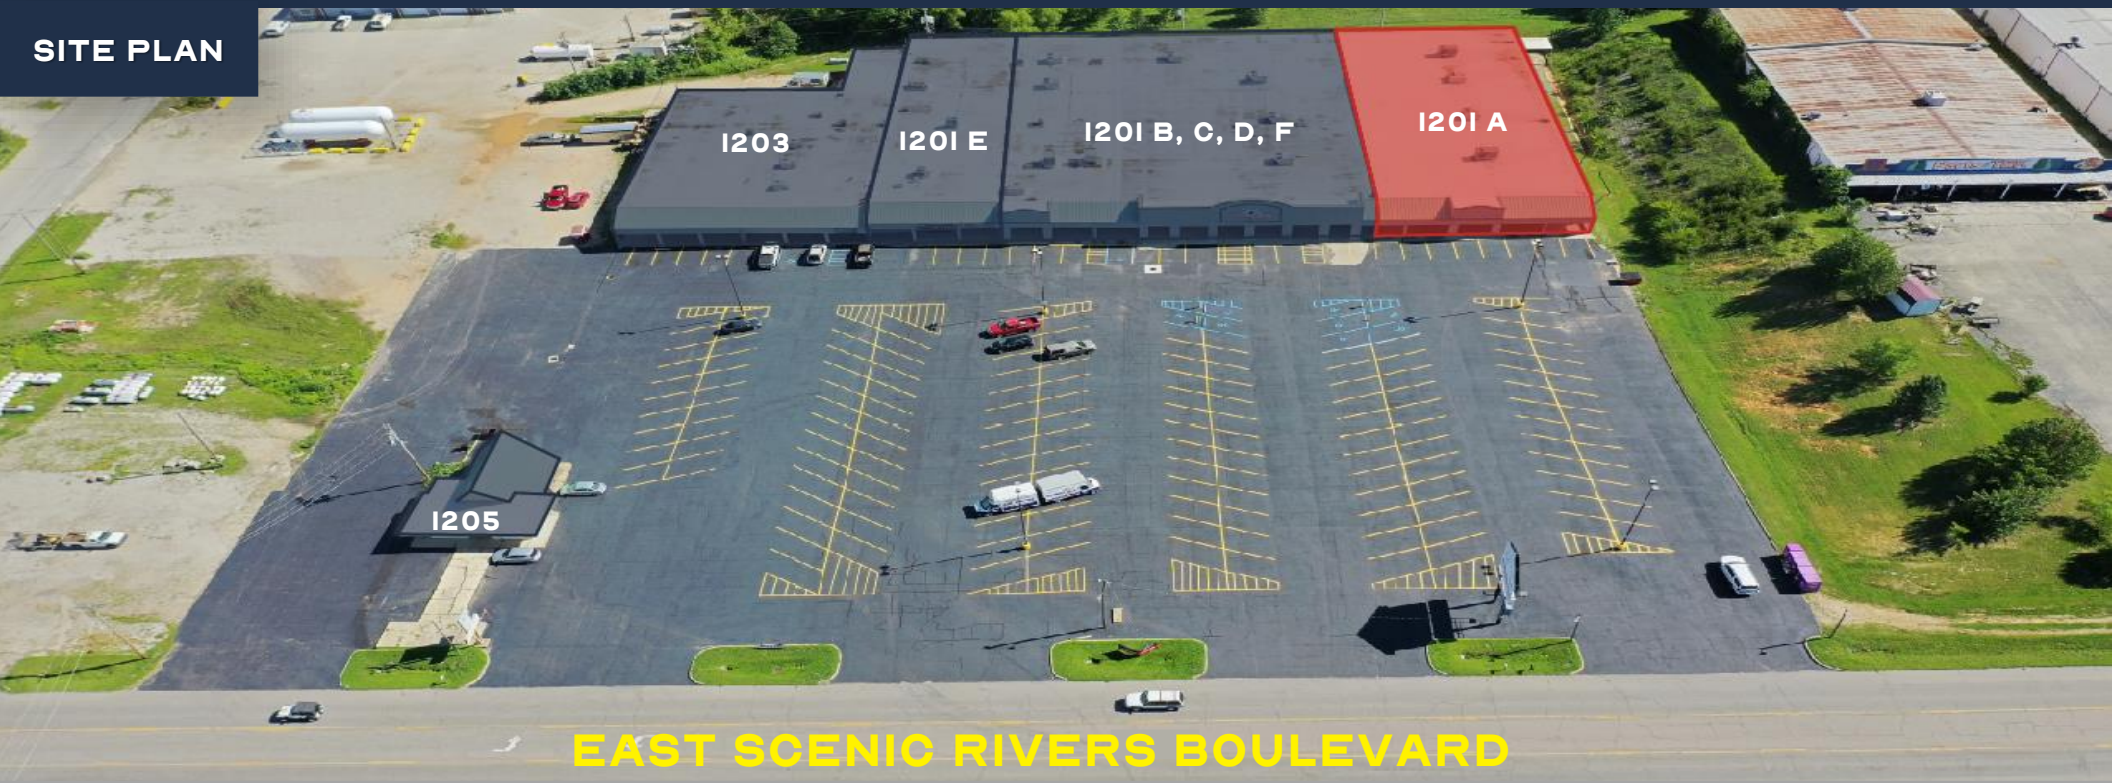 SITE PLAN
1203
1201 E
1201 B, C, D, F
1201 A
1205
EAST SCENIC RIVERS BOULEVARD